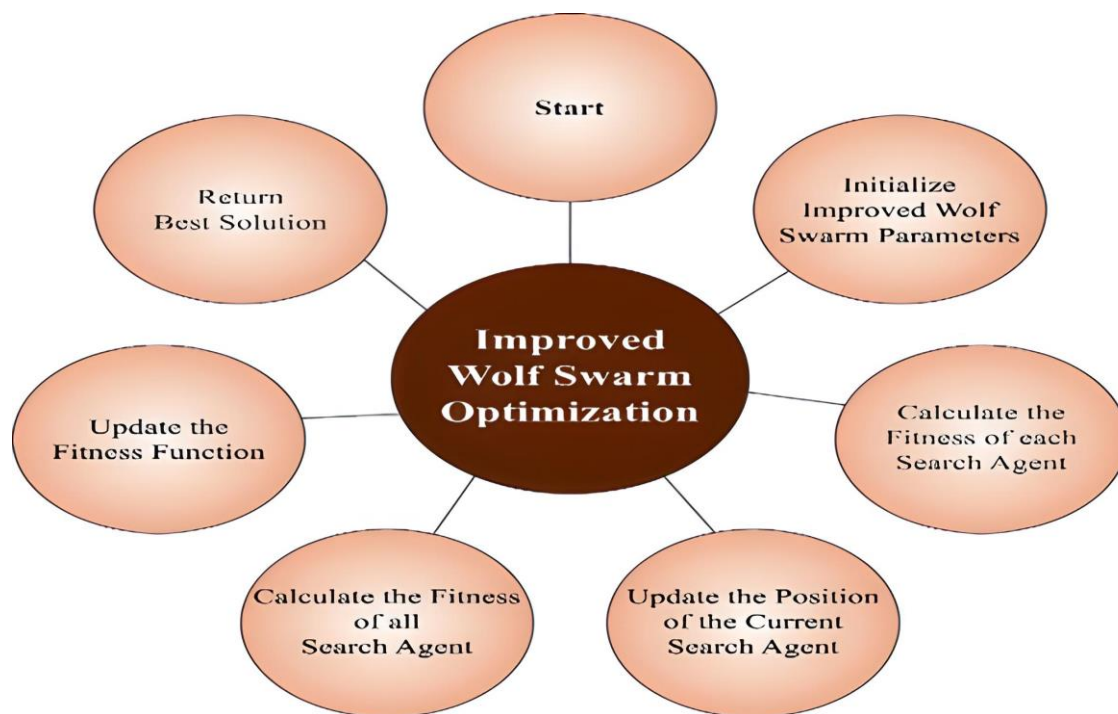 Start
Initialize
Improved Wolf
Swarm Parameters
Calculate the
Fitness of each
Search Agent
Update the Position
of the Current
Search Agent
Calculate the Fitness
of all
Search Agent
Update the
Fitness Function
Return
Best Solution
Improved
Wolf Swarm
Optimization